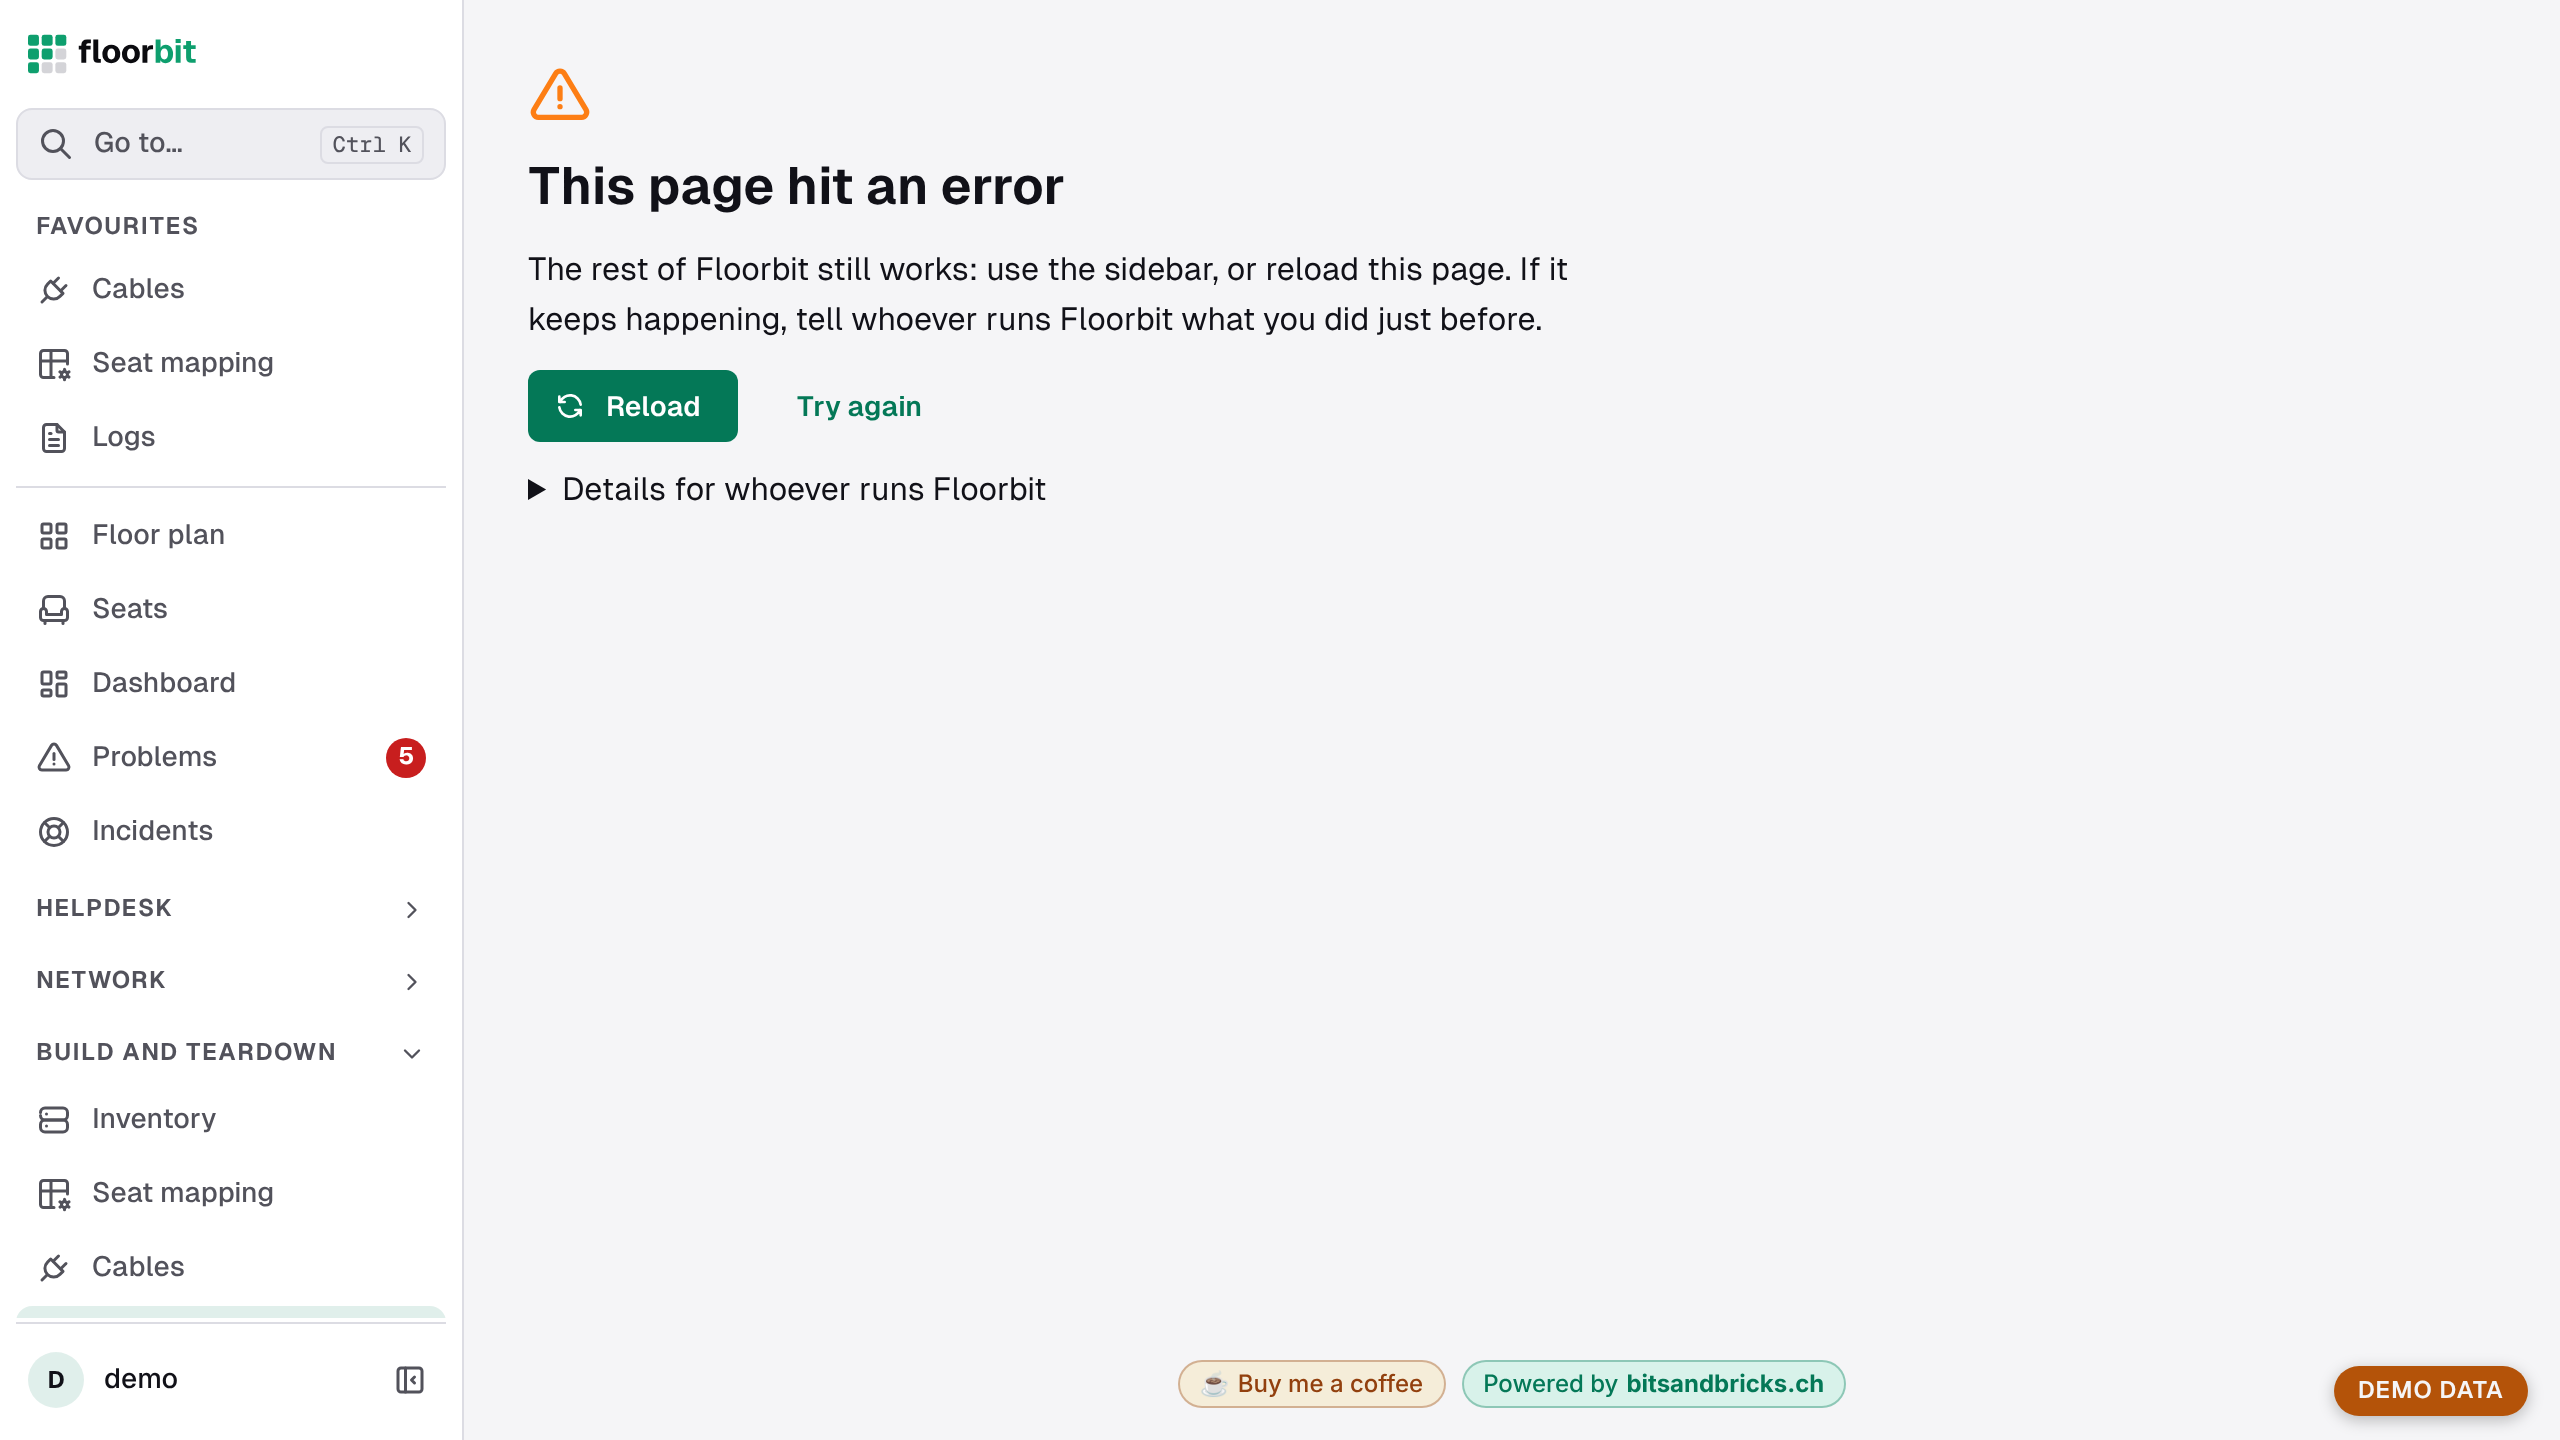 floorbit
Go to...
Ctrl K
FAVOURITES
Cables
Seat mapping
Logs
Floor plan
Seats
Dashboard
Problems
5
Incidents
HELPDESK
NETWORK
BUILD AND TEARDOWN
Inventory
Seat mapping
Cables
D
demo
This page hit an error
The rest of Floorbit still works: use the sidebar, or reload this page. If it
keeps happening, tell whoever runs Floorbit what you did just before.
Reload
Try again
Details for whoever runs Floorbit
Buy me a coffee
Powered by bitsandbricks.ch
DEMO DATA